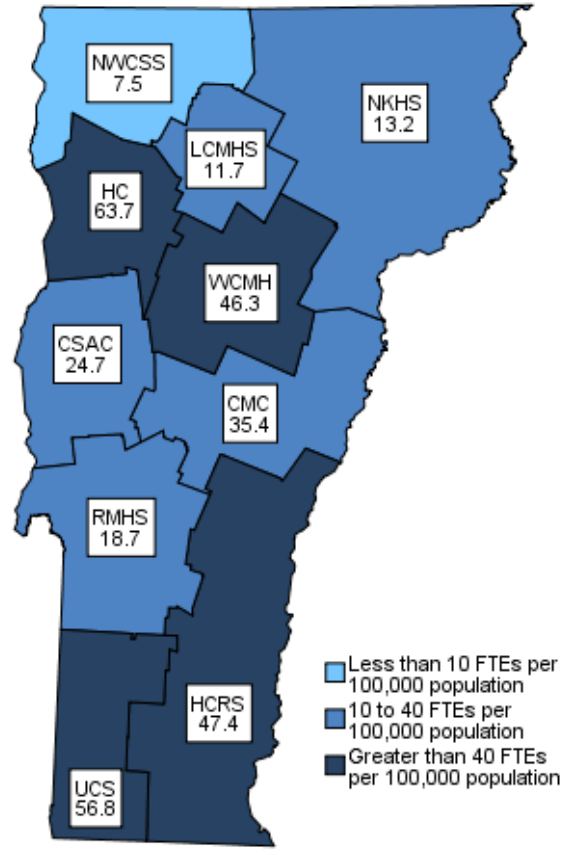 NWCSS
7.5
NKHS
13.2
LCMHS
11.7
HC
63.7
WCMH
46.3
CSAC
24.7
CMC
35.4
RMHS
18.7
HCRS
47.4
UCS
56.8
Less than 10 FTEs per
100,000 population
10 to 40 FTEs per
100,000 population
Greater than 40 FTEs
per 100,000 population